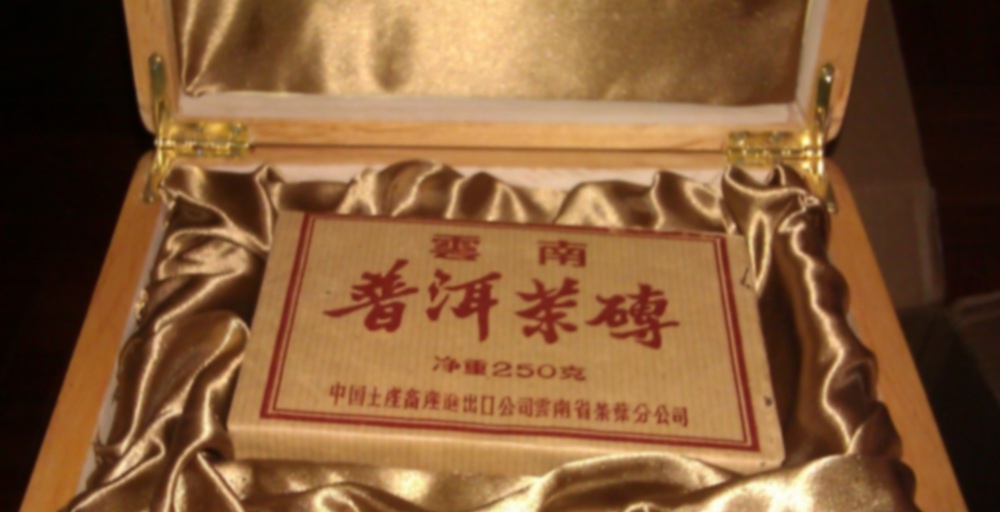 雲南
普洱茶磚
净重250克
中国土産畜産進出口公司雲南省茶葉分公司